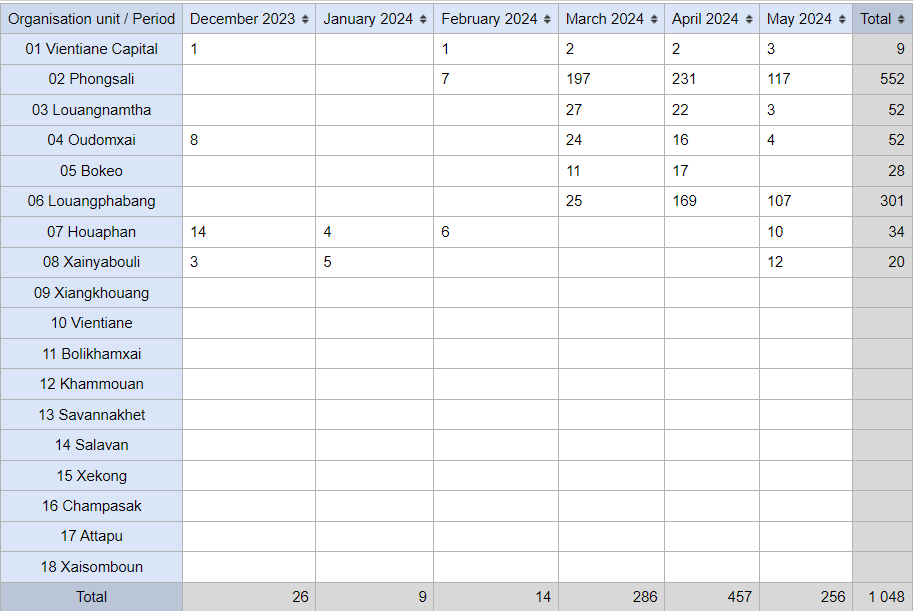 Organisation unit / Period December 2023 January 2024 February 2024 March 2024 April 2024 May 2024 Total
01 Vientiane Capital 1 1 2 2 3 9
02 Phongsali 7 197 231 117 552
03 Louangnamtha 27 22 3 52
04 Oudomxai 8 24 16 4 52
05 Bokeo 11 17 28
06 Louangphabang 25 169 107 301
07 Houaphan 14 4 6 10 34
08 Xainyabouli 3 5 12 20
09 Xiangkhouang
10 Vientiane
11 Bolikhamxai
12 Khammouan
13 Savannakhet
14 Salavan
15 Xekong
16 Champasak
17 Attapu
18 Xaisomboun
Total 26 9 14 286 457 256 1 048